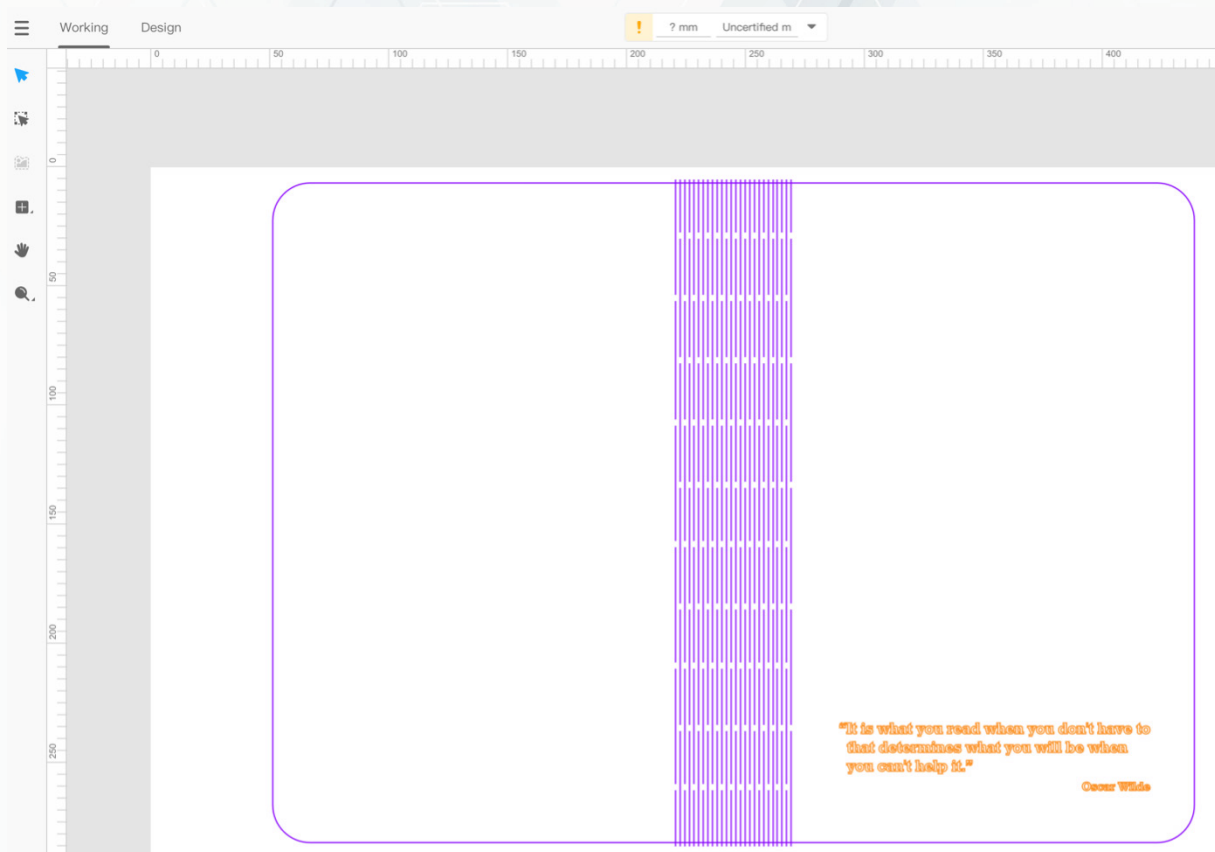 Working Design ! ? mm Uncertified m
0 50 100 150 200 250 300 350 400
0
50
100
150
200
250
“It is what you read when you don't have to
that determines what you will be when
you can't help it.”
Oscar Wilde